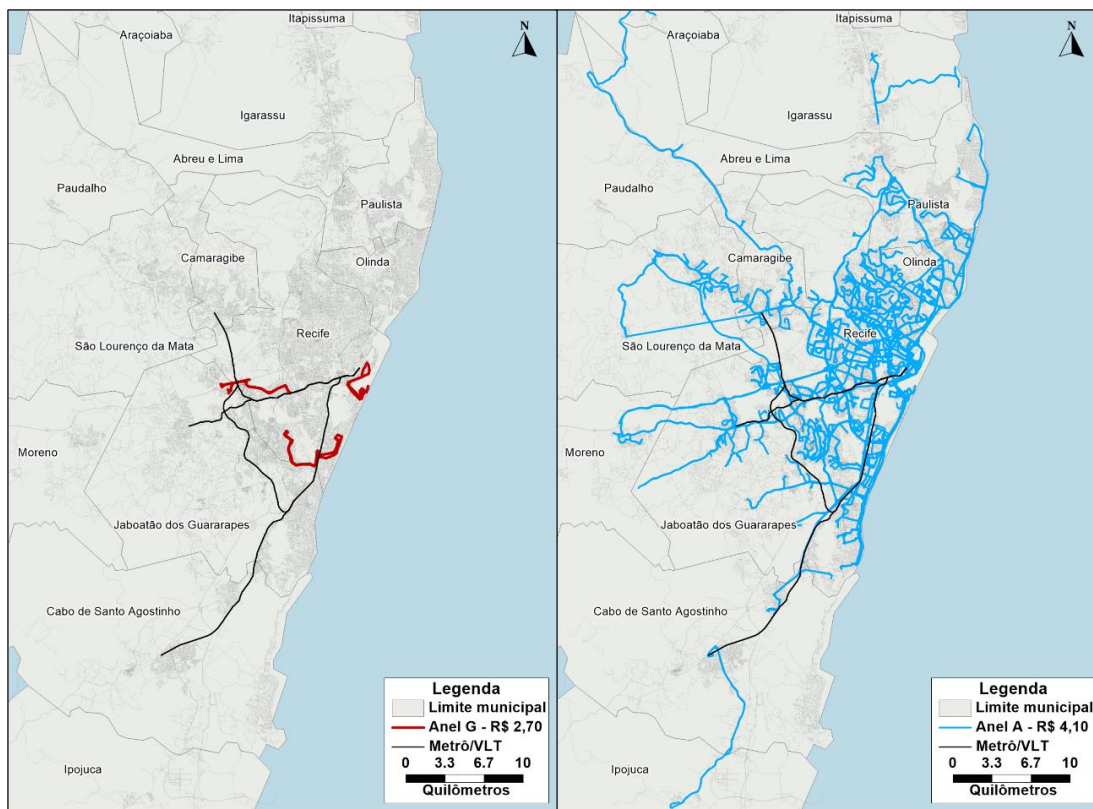 Itapissuma
Araçoiaba
N
Igarassu
Abreu e Lima
Paudalho
Paulista
Camaragibe
Olinda
Recife
São Lourenço da Mata
Moreno
Jaboatão dos Guararapes
Cabo de Santo Agostinho
Ipojuca
Legenda
Limite municipal
Anel G - R$ 2,70
Metrô/VLT
0 3.3 6.7 10
Quilômetros
Itapissuma
Araçoiaba
N
Igarassu
Abreu e Lima
Paudalho
Paulista
Camaragibe
Olinda
Recife
São Lourenço da Mata
Moreno
Jaboatão dos Guararapes
Cabo de Santo Agostinho
Ipojuca
Legenda
Limite municipal
Anel A - R$ 4,10
Metrô/VLT
0 3.3 6.7 10
Quilômetros